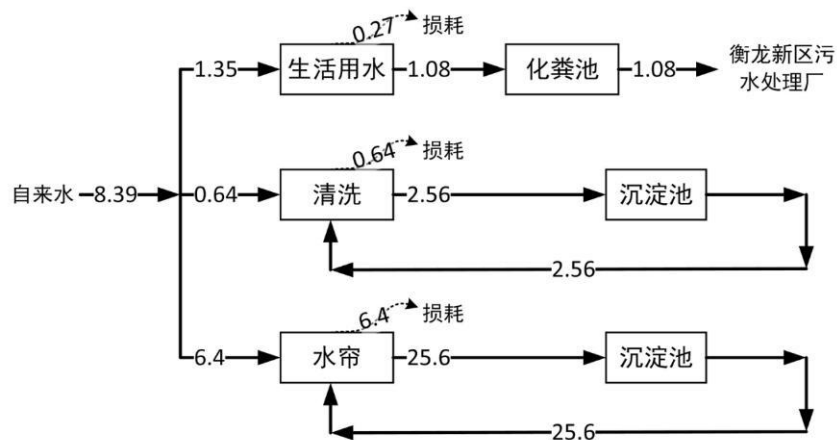 0.27 损耗
1.35 生活用水 1.08 化粪池 1.08 衡龙新区污
水处理厂
0.64 损耗
自来水 8.39 0.64 清洗 2.56 沉淀池
2.56
6.4 损耗
6.4 水帘 25.6 沉淀池
25.6